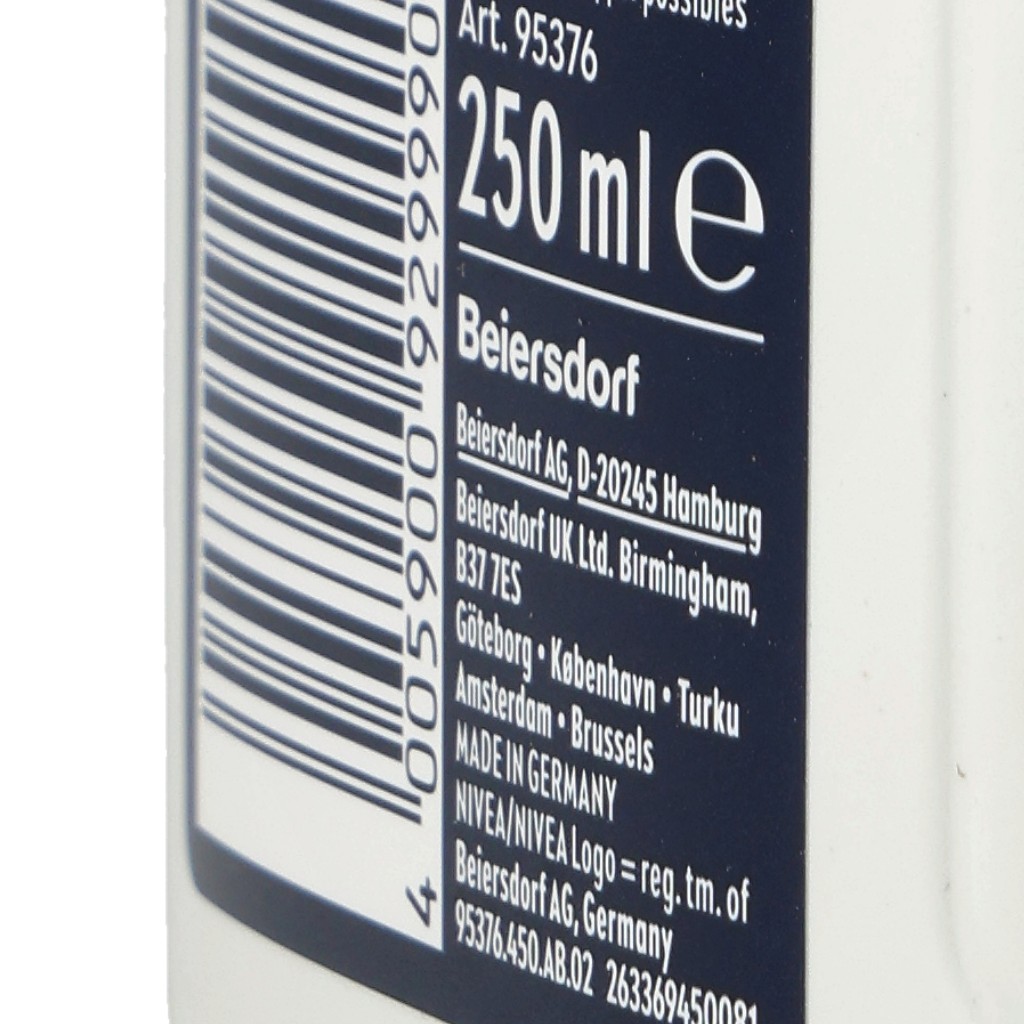 possibles
Art. 95376
250 ml e
Beiersdorf
Beiersdorf AG, D-20245 Hamburg
Beiersdorf UK Ltd. Birmingham,
B37 7ES
Göteborg • København • Turku
Amsterdam • Brussels
MADE IN GERMANY
NIVEA/NIVEA Logo = reg. tm. of
Beiersdorf AG, Germany
95376.450.AB.02 263369450081
4 005900 929990